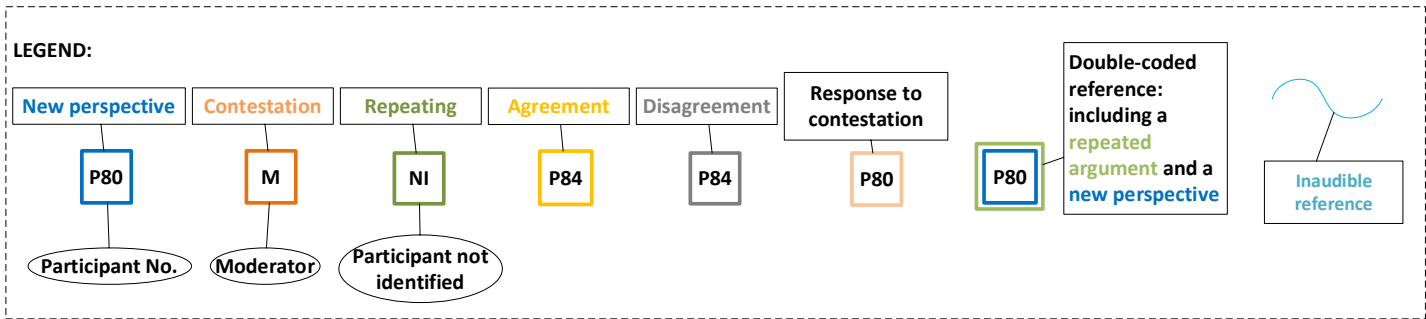 LEGEND:
New perspective
Contestation
Repeating
Agreement
Disagreement
Response to
contestation
Double-coded
reference:
including a
repeated
argument and a
new perspective
P80
M
NI
P84
P84
P80
P80
Inaudible
reference
Participant No.
Moderator
Participant not
identified